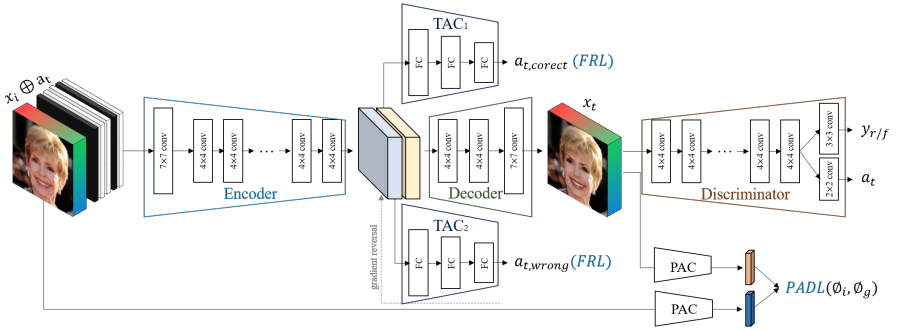 x_i ⊕ a_t
7×7 conv
4×4 conv
4×4 conv
...
4×4 conv
4×4 conv
Encoder
TAC₁
FC
FC
FC
a_{t,corect} (FRL)
4×4 conv
4×4 conv
7×7 conv
Decoder
gradient reversal
TAC₂
FC
FC
FC
a_{t,wrong}(FRL)
x_t
4×4 conv
4×4 conv
...
4×4 conv
4×4 conv
3×3 conv
2×2 conv
Discriminator
y_{r/f}
a_t
PAC
PAC
PADL(∅_i,∅_g)